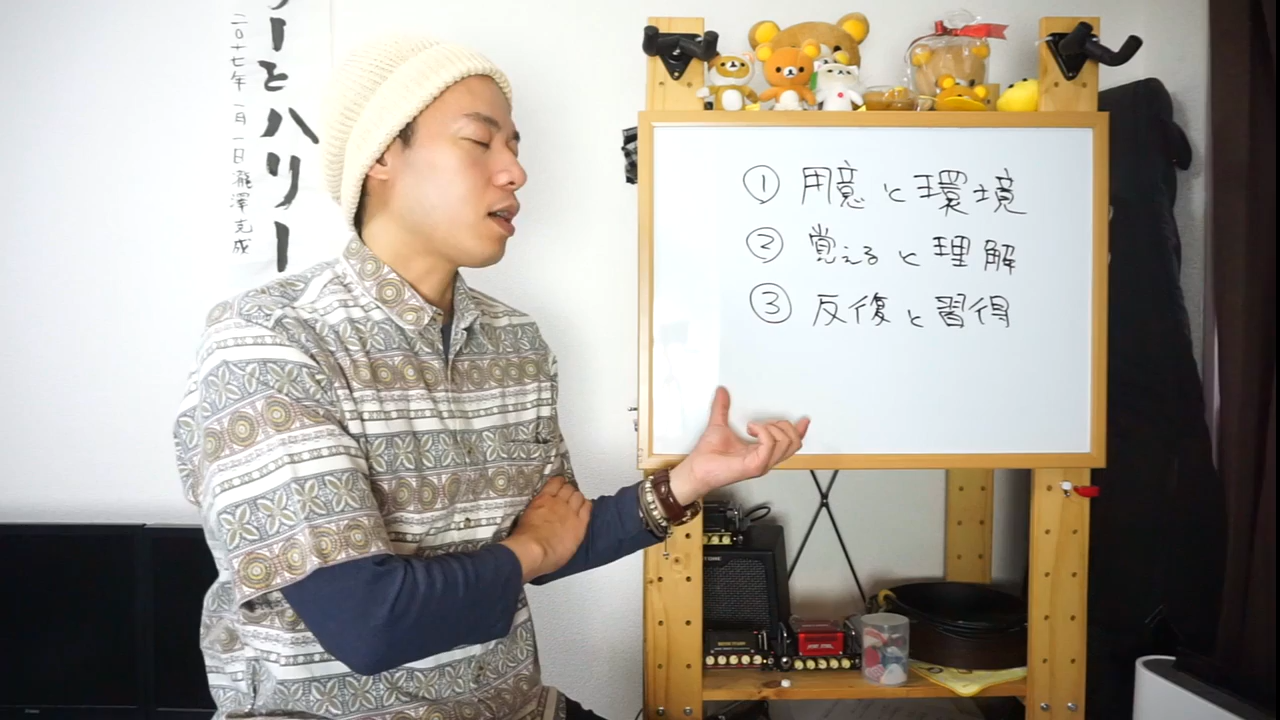 ① 用意と環境
② 覚えると理解
③ 反復と習得
ーとハリー
二〇十七年 一月一日 瀧澤克成